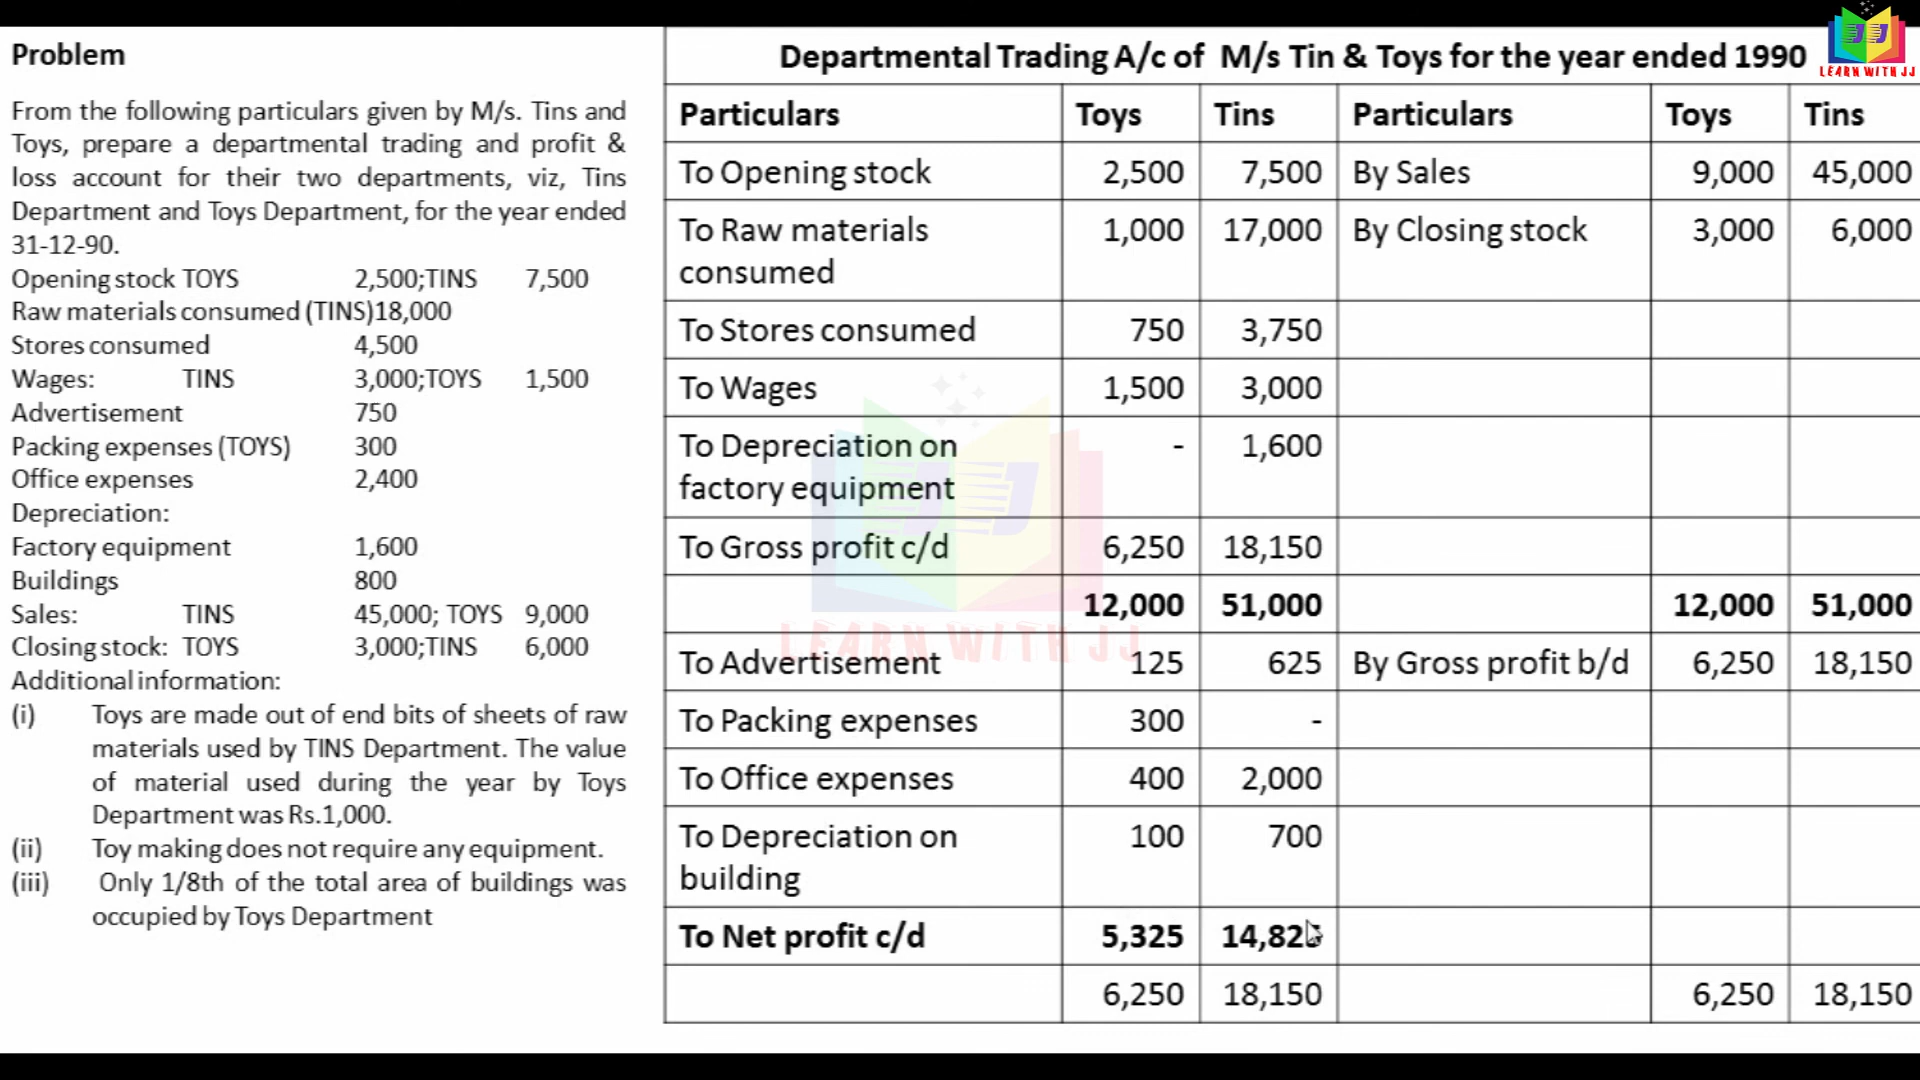 Problem
From the following particulars given by M/s. Tins and
Toys, prepare a departmental trading and profit &
loss account for their two departments, viz, Tins
Department and Toys Department, for the year ended
31-12-90.
Opening stock TOYS 2,500;TINS 7,500
Raw materials consumed (TINS)18,000
Stores consumed 4,500
Wages: TINS 3,000;TOYS 1,500
Advertisement 750
Packing expenses (TOYS) 300
Office expenses 2,400
Depreciation:
Factory equipment 1,600
Buildings 800
Sales: TINS 45,000; TOYS 9,000
Closing stock: TOYS 3,000;TINS 6,000
Additional information:
(i) Toys are made out of end bits of sheets of raw
materials used by TINS Department. The value
of material used during the year by Toys
Department was Rs.1,000.
(ii) Toy making does not require any equipment.
(iii) Only 1/8th of the total area of buildings was
occupied by Toys Department
Departmental Trading A/c of M/s Tin & Toys for the year ended 1990
Particulars Toys Tins Particulars Toys Tins
To Opening stock 2,500 7,500 By Sales 9,000 45,000
To Raw materials 1,000 17,000 By Closing stock 3,000 6,000
consumed
To Stores consumed 750 3,750
To Wages 1,500 3,000
To Depreciation on - 1,600
factory equipment
To Gross profit c/d 6,250 18,150
12,000 51,000 12,000 51,000
To Advertisement 125 625 By Gross profit b/d 6,250 18,150
To Packing expenses 300 -
To Office expenses 400 2,000
To Depreciation on 100 700
building
To Net profit c/d 5,325
6,250 18,150 6,250 18,150
JJ
LEARN WITH JJ
JJ
LEARN WITH JJ